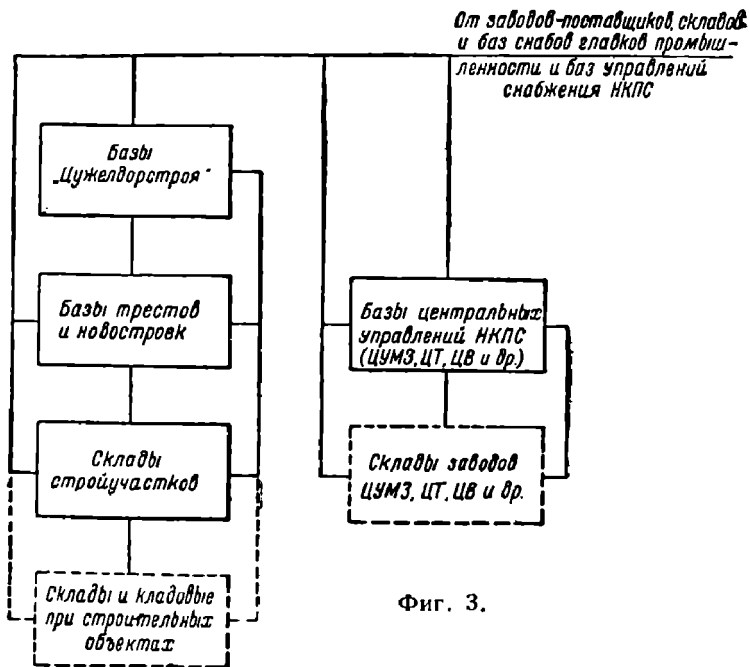 От заводов-поставщиков, складов
и баз снабов главков промыш-
ленности и баз управлений
снабжения НКПС
Базы
„Цужелдорстроя"
Базы трестов
и новостроек
Склады
стройучастков
Склады и кладовые
при строительных
объектах
Базы центральных
управлений НКПС
(ЦУМЗ, ЦТ, ЦВ и др.)
Склады заводов
ЦУМЗ, ЦТ, ЦВ и др.
Фиг. 3.